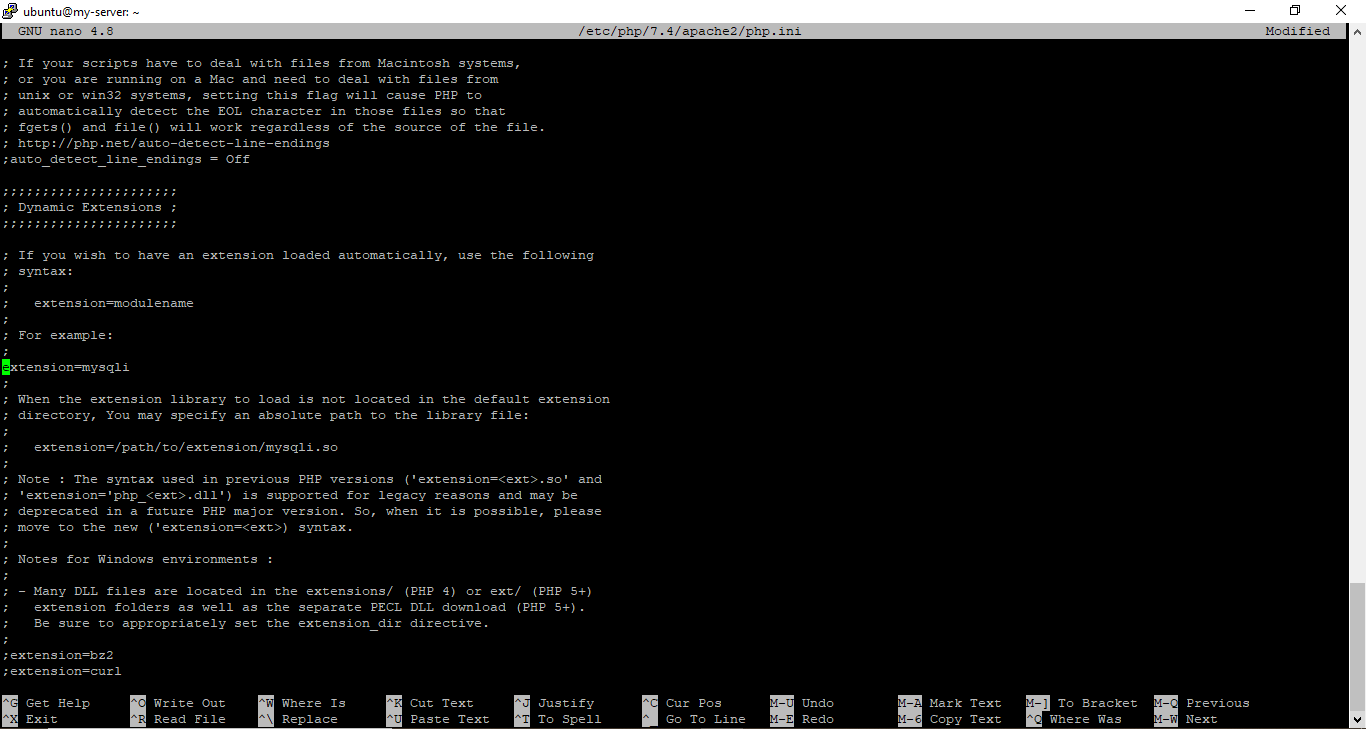 ubuntu@my-server: ~
GNU nano 4.8 /etc/php/7.4/apache2/php.ini Modified
; If your scripts have to deal with files from Macintosh systems,
; or you are running on a Mac and need to deal with files from
; unix or win32 systems, setting this flag will cause PHP to
; automatically detect the EOL character in those files so that
; fgets() and file() will work regardless of the source of the file.
; http://php.net/auto-detect-line-endings
;auto_detect_line_endings = Off
;;;;;;;;;;;;;;;;;;;;;;
; Dynamic Extensions ;
;;;;;;;;;;;;;;;;;;;;;;
; If you wish to have an extension loaded automatically, use the following
; syntax:
;
;   extension=modulename
;
; For example:
;
extension=mysqli
;
; When the extension library to load is not located in the default extension
; directory, You may specify an absolute path to the library file:
;
;   extension=/path/to/extension/mysqli.so
;
; Note : The syntax used in previous PHP versions ('extension=<ext>.so' and
; 'extension='php_<ext>.dll') is supported for legacy reasons and may be
; deprecated in a future PHP major version. So, when it is possible, please
; move to the new ('extension=<ext>) syntax.
;
; Notes for Windows environments :
;
; - Many DLL files are located in the extensions/ (PHP 4) or ext/ (PHP 5+)
;   extension folders as well as the separate PECL DLL download (PHP 5+).
;   Be sure to appropriately set the extension_dir directive.
;
;extension=bz2
;extension=curl
^G Get Help ^O Write Out ^W Where Is ^K Cut Text ^J Justify ^C Cur Pos M-U Undo M-A Mark Text M-] To Bracket M-Q Previous
^X Exit ^R Read File ^\ Replace ^U Paste Text ^T To Spell ^_ Go To Line M-E Redo M-6 Copy Text ^Q Where Was M-W Next